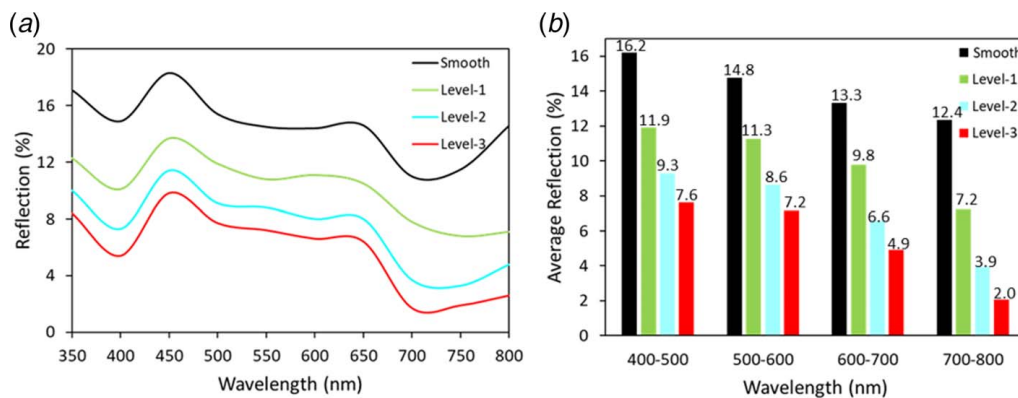 (a)
20
16
12
8
4
0
Reflection (%)
Smooth
Level-1
Level-2
Level-3
350 400 450 500 550 600 650 700 750 800
Wavelength (nm)
(b)
16
14
12
10
8
6
4
2
0
Average Reflection (%)
Smooth
Level-1
Level-2
Level-3
16.2 11.9 9.3 7.6
14.8 11.3 8.6 7.2
13.3 9.8 6.6 4.9
12.4 7.2 3.9 2.0
400-500 500-600 600-700 700-800
Wavelength (nm)